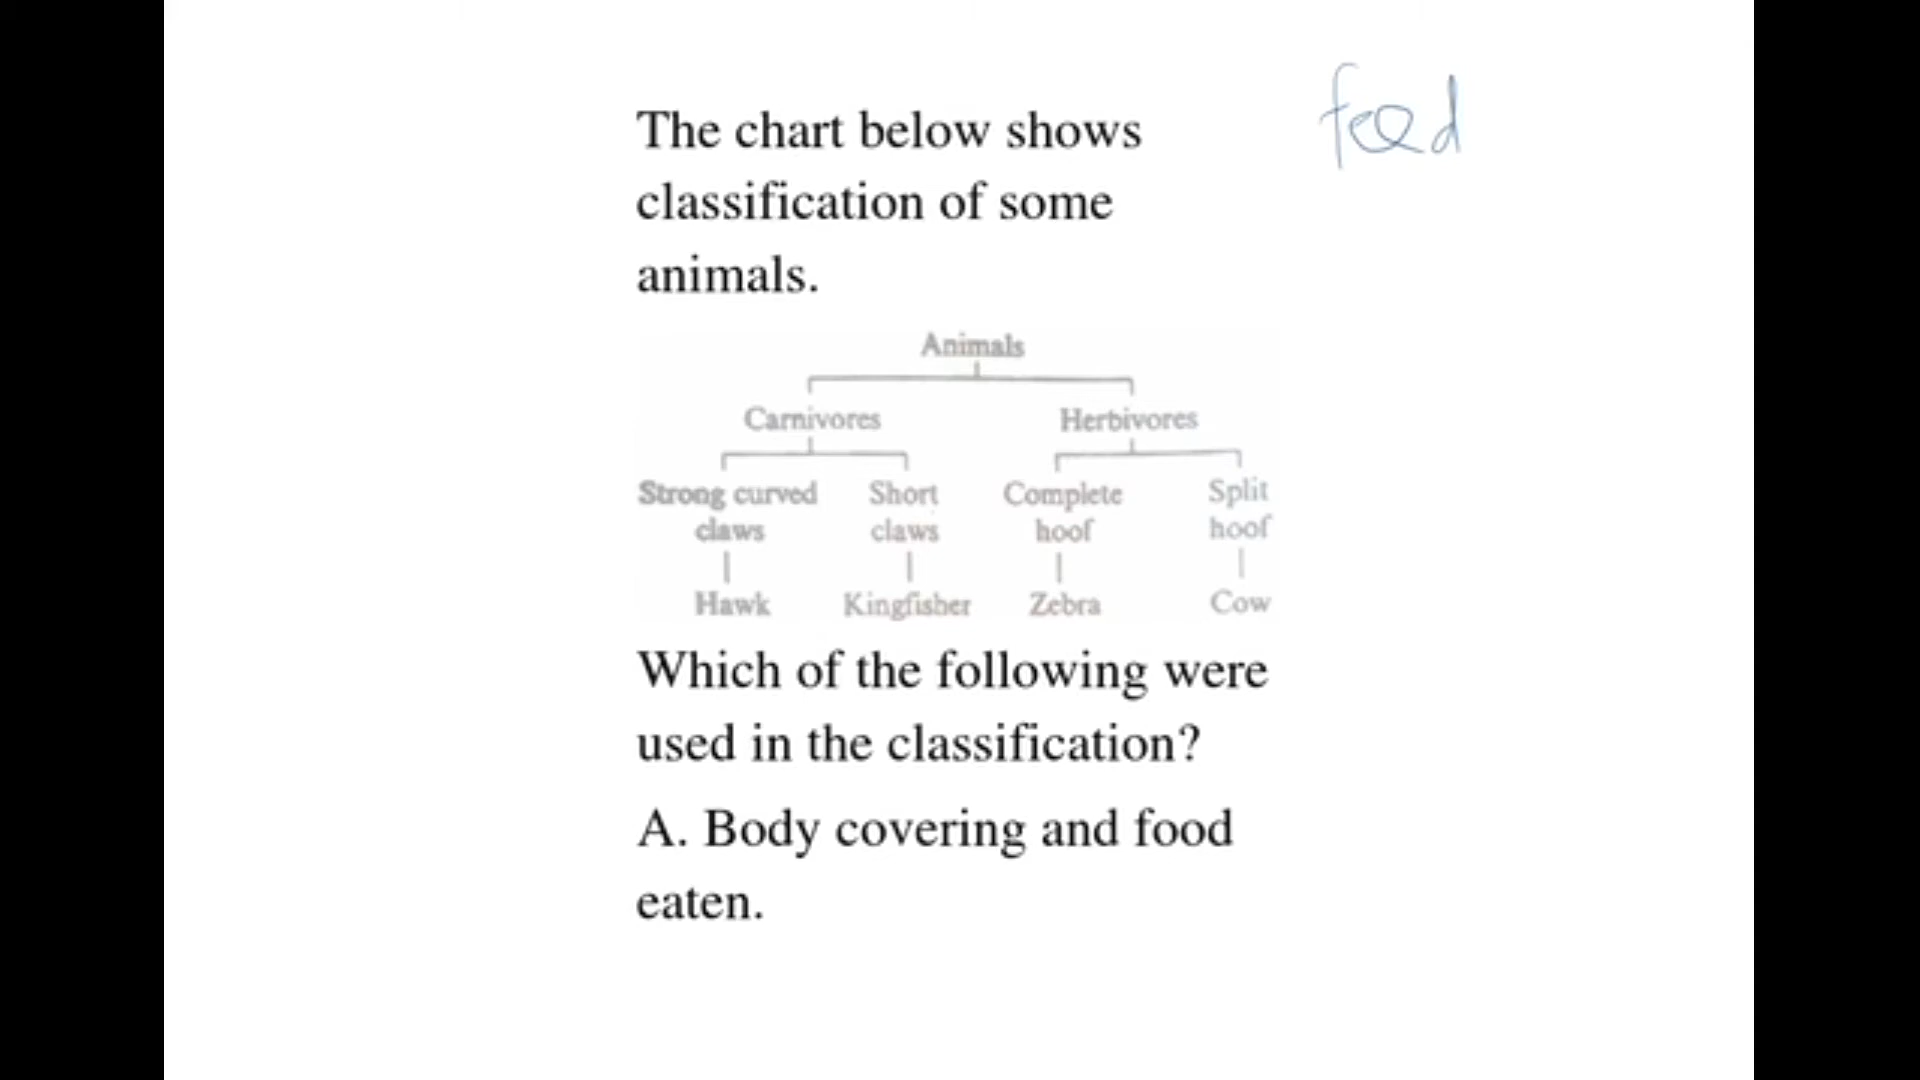 The chart below shows
classification of some
animals.
food
Animals
Carnivores Herbivores
Strong curved claws Short claws Complete hoof Split hoof
Hawk Kingfisher Zebra Cow
Which of the following were
used in the classification?
A. Body covering and food
eaten.